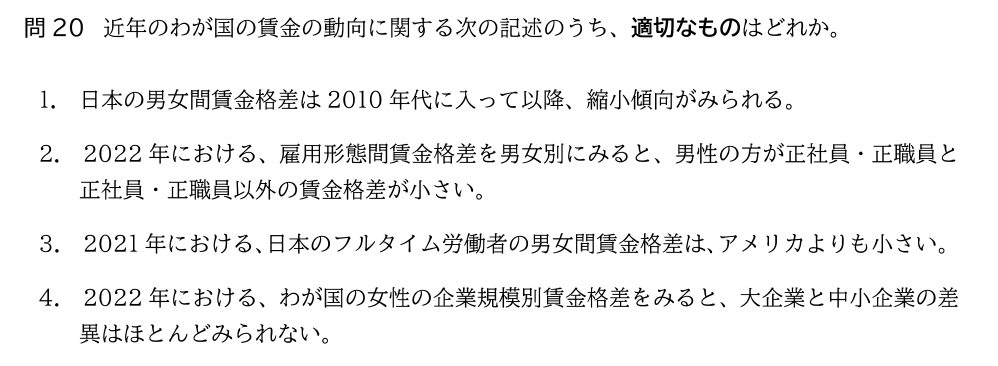 問 20 近年のわが国の賃金の動向に関する次の記述のうち、適切なものはどれか。
1. 日本の男女間賃金格差は 2010 年代に入って以降、縮小傾向がみられる。
2. 2022 年における、雇用形態間賃金格差を男女別にみると、男性の方が正社員・正職員と
正社員・正職員以外の賃金格差が小さい。
3. 2021 年における、日本のフルタイム労働者の男女間賃金格差は、アメリカよりも小さい。
4. 2022 年における、わが国の女性の企業規模別賃金格差をみると、大企業と中小企業の差
異はほとんどみられない。